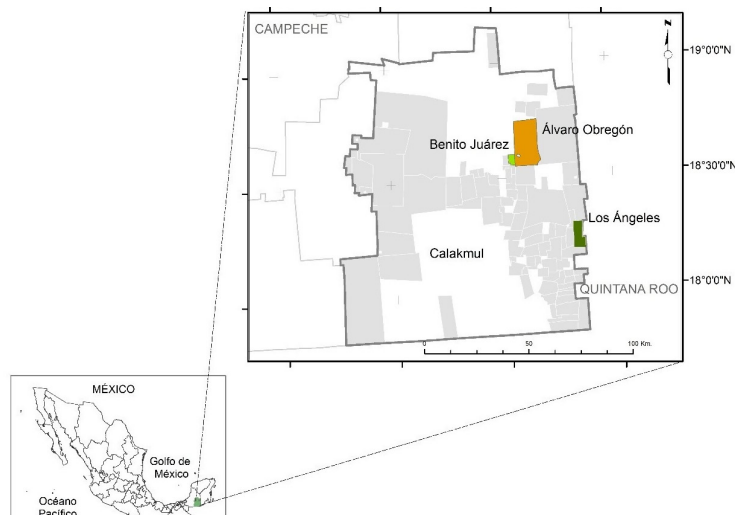 CAMPECHE
N
19°0'0"N
Álvaro Obregón
Benito Juárez
18°30'0"N
Los Ángeles
Calakmul
18°0'0"N
QUINTANA ROO
0 50 100 Km.
MÉXICO
Golfo de
México
Océano
Pacífico